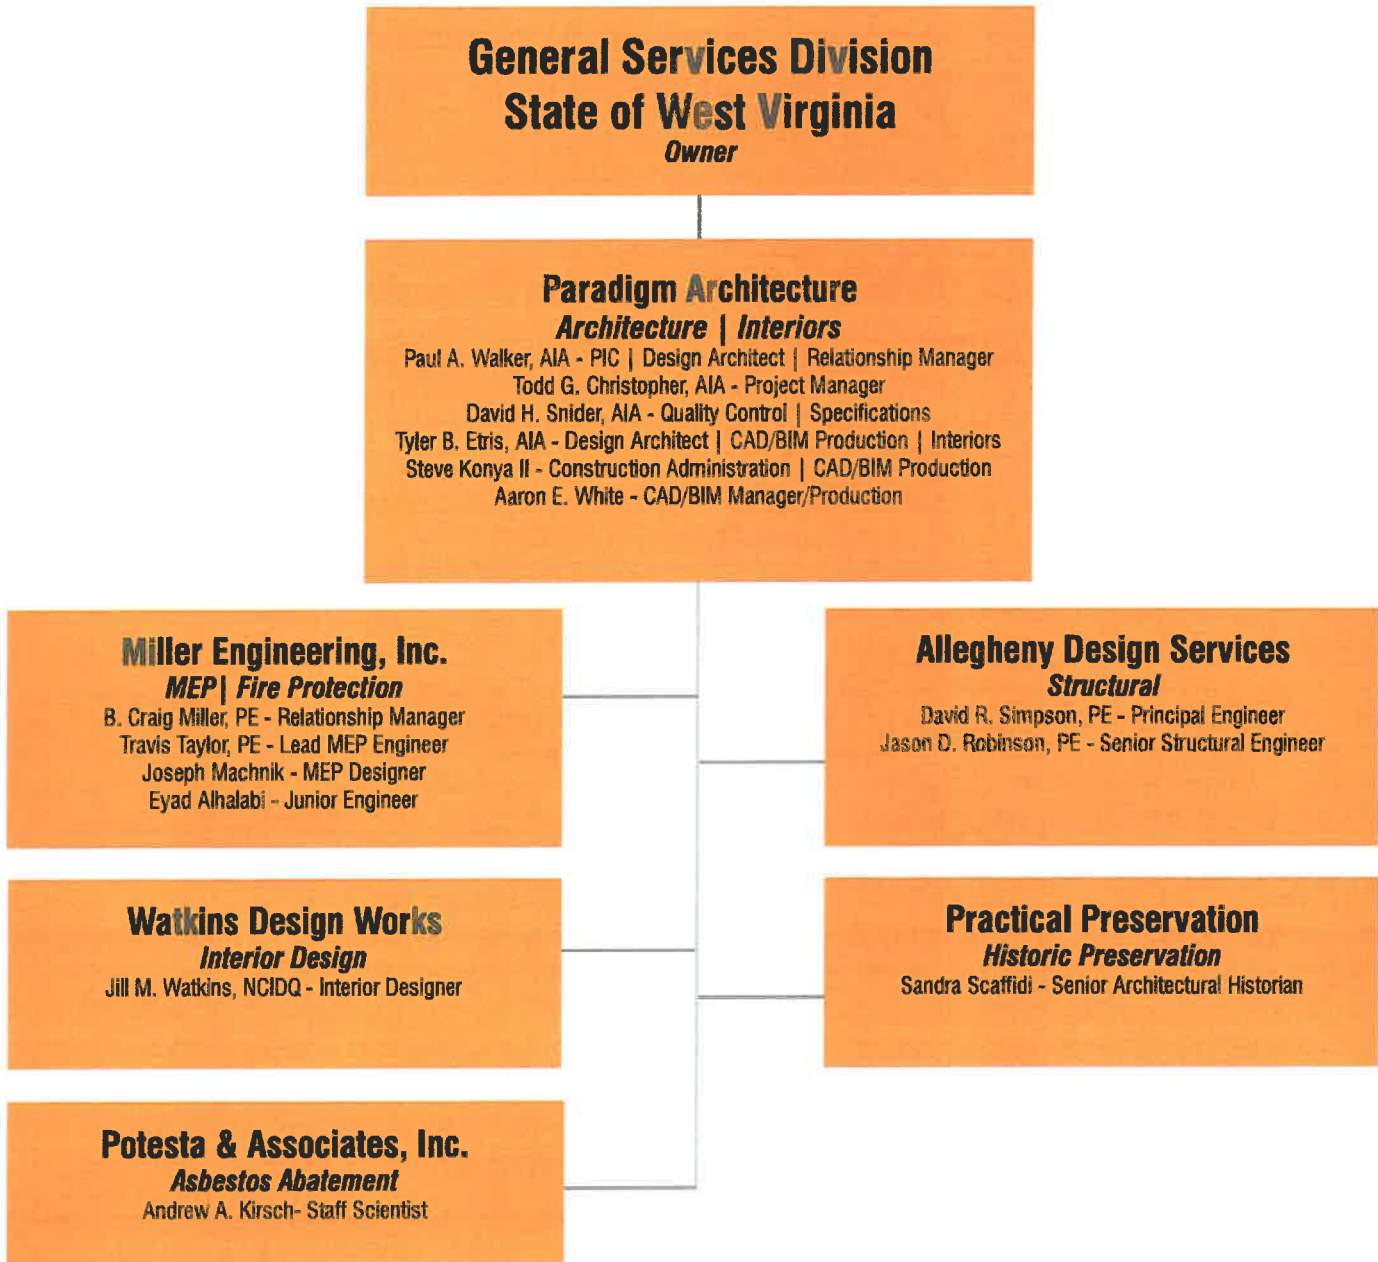 General Services Division
State of West Virginia
Owner
Paradigm Architecture
Architecture | Interiors
Paul A. Walker, AIA - PIC | Design Architect | Relationship Manager
Todd G. Christopher, AIA - Project Manager
David H. Snider, AIA - Quality Control | Specifications
Tyler B. Etris, AIA - Design Architect | CAD/BIM Production | Interiors
Steve Konya II - Construction Administration | CAD/BIM Production
Aaron E. White - CAD/BIM Manager/Production
Miller Engineering, Inc.
MEP| Fire Protection
B. Craig Miller, PE - Relationship Manager
Travis Taylor, PE - Lead MEP Engineer
Joseph Machnik - MEP Designer
Eyad Alhalabi - Junior Engineer
Allegheny Design Services
Structural
David R. Simpson, PE - Principal Engineer
Jason D. Robinson, PE - Senior Structural Engineer
Watkins Design Works
Interior Design
Jill M. Watkins, NCIDQ - Interior Designer
Practical Preservation
Historic Preservation
Sandra Scaffidi - Senior Architectural Historian
Potesta & Associates, Inc.
Asbestos Abatement
Andrew A. Kirsch- Staff Scientist